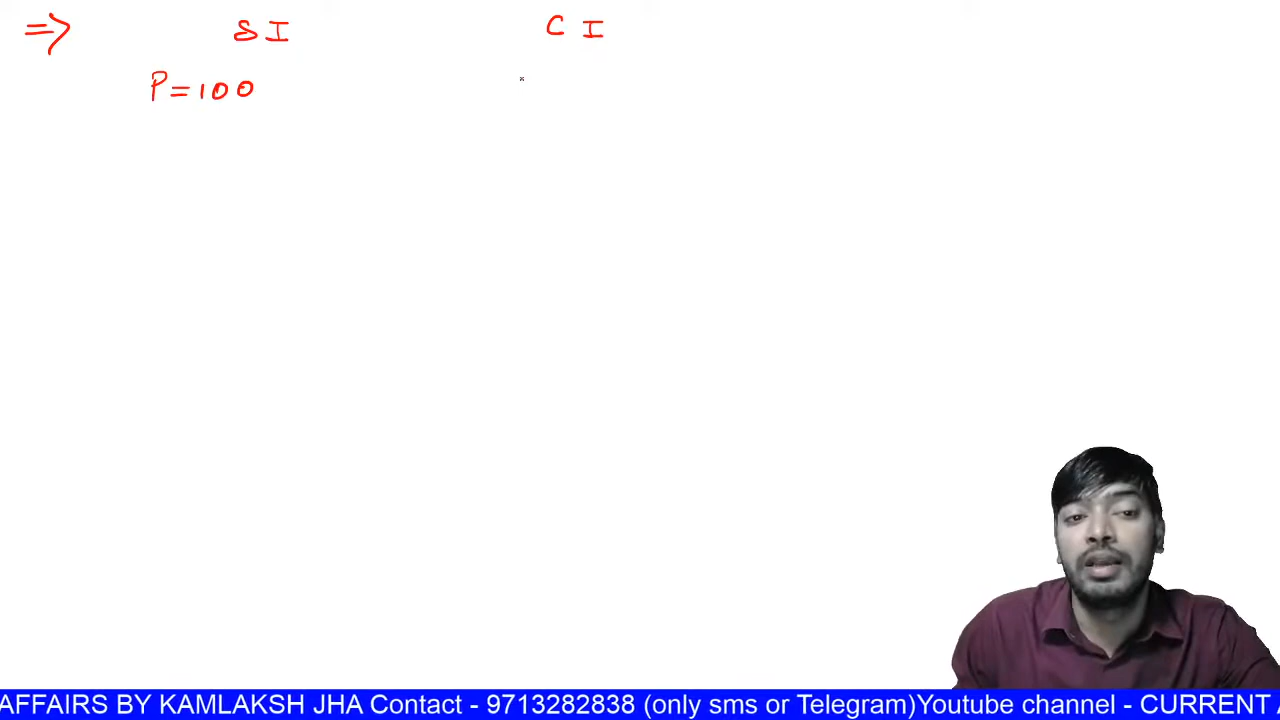 => SI CI
P=100
AFFAIRS BY KAMLAKSH JHA Contact - 9713282838 (only sms or Telegram)Youtube channel - CURRENT